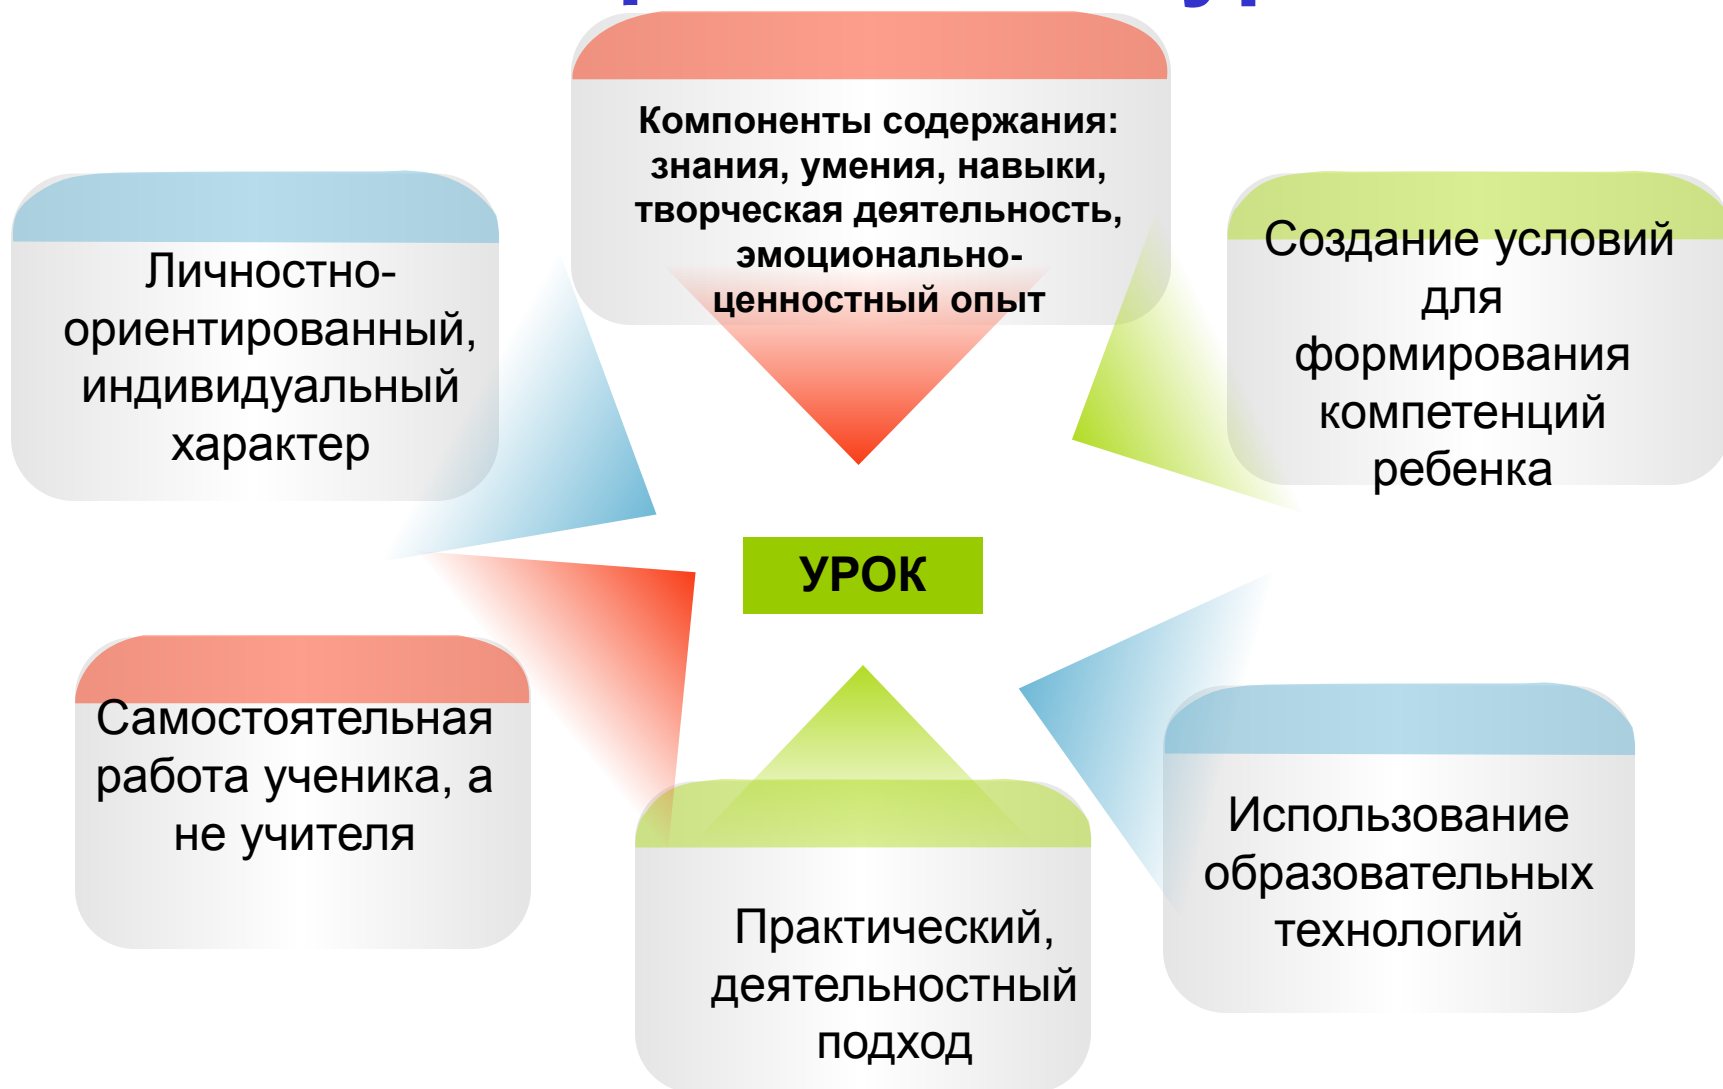 Компоненты содержания:
знания, умения, навыки,
творческая деятельность,
эмоционально-
ценностный опыт
Личностно-
ориентированный,
индивидуальный
характер
Создание условий
для
формирования
компетенций
ребенка
УРОК
Самостоятельная
работа ученика, а
не учителя
Практический,
деятельностный
подход
Использование
образовательных
технологий